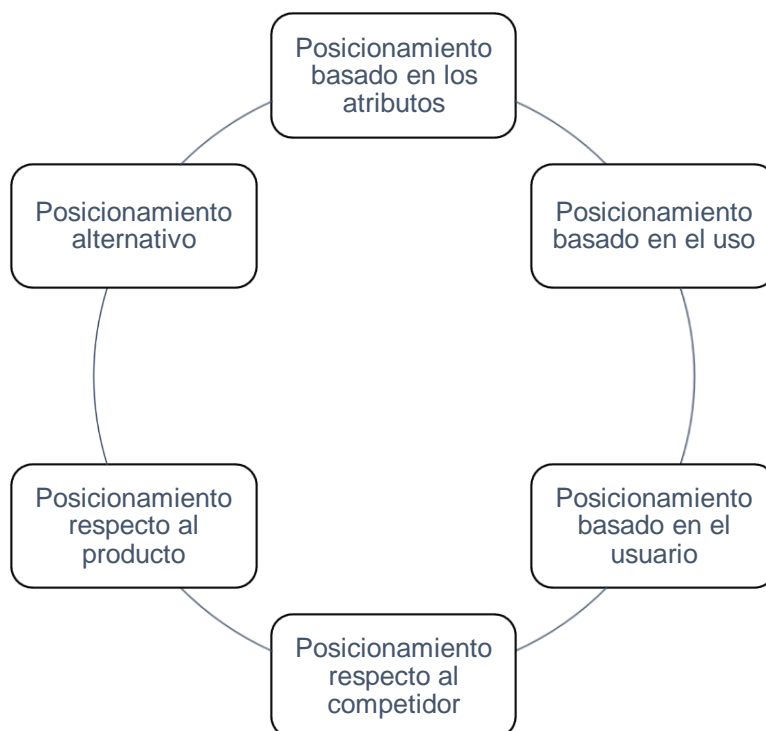 Posicionamiento
basado en los
atributos
Posicionamiento
basado en el uso
Posicionamiento
basado en el
usuario
Posicionamiento
respecto al
competidor
Posicionamiento
respecto al
producto
Posicionamiento
alternativo